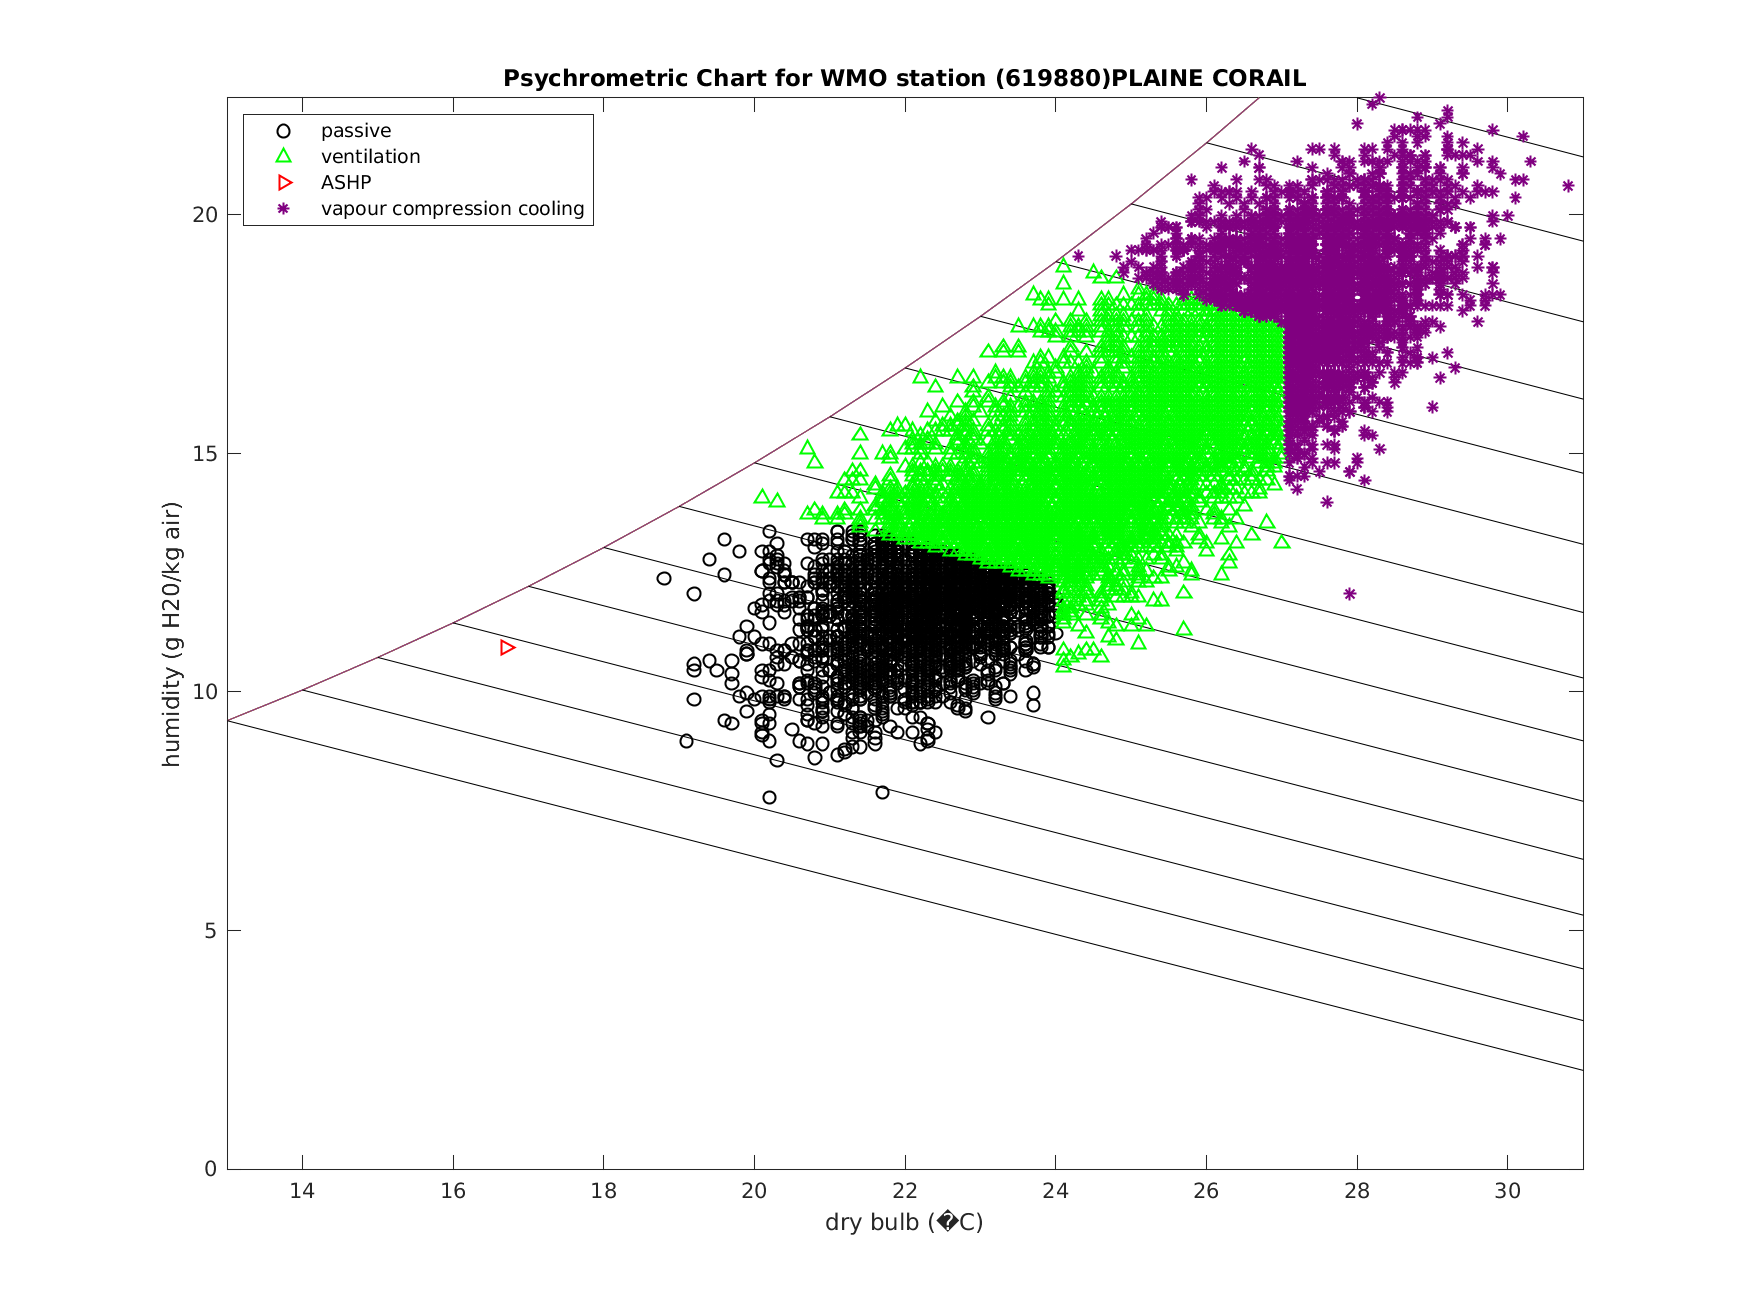 Psychrometric Chart for WMO station (619880)PLAINE CORAIL
passive
ventilation
ASHP
vapour compression cooling
humidity (g H20/kg air)
20
15
10
5
0
14 16 18 20 22 24 26 28 30
dry bulb (�C)